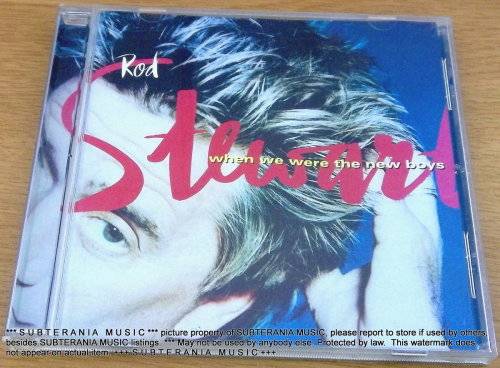 Rod
Stewart
when we were the new boys
*** S U B T E R A N I A  M U S I C *** picture property of SUBTERANIA MUSIC, please report to store if used by others,
besides SUBTERANIA MUSIC listings. *** May not be used by anybody else. Protected by law. This watermark does
not appear on actual item. +++ S U B T E R A N I A  M U S I C +++